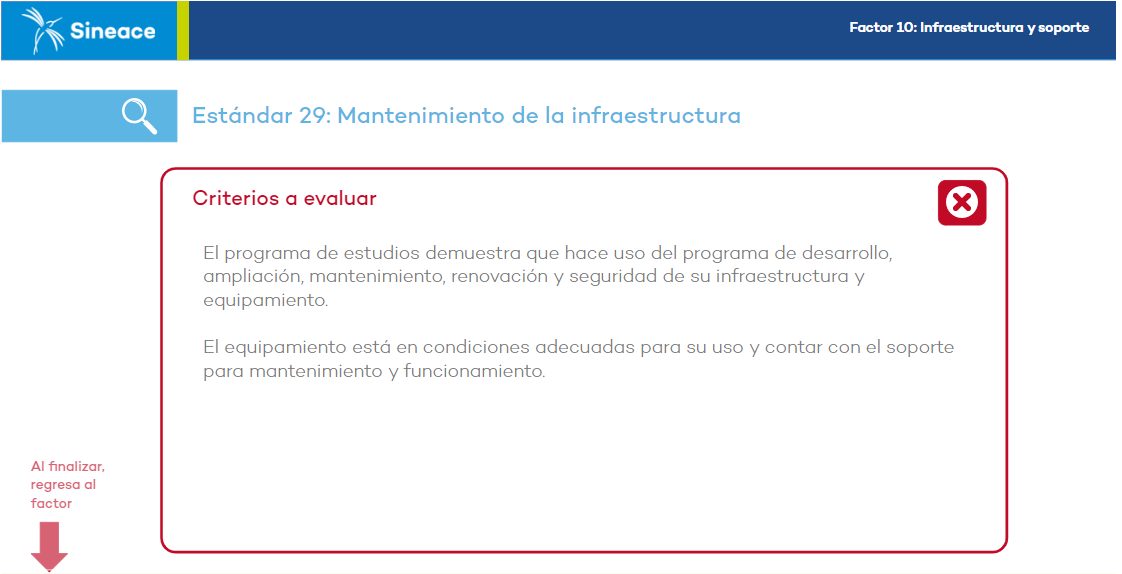 Sineace
Factor 10: Infraestructura y soporte
Estándar 29: Mantenimiento de la infraestructura
Criterios a evaluar
El programa de estudios demuestra que hace uso del programa de desarrollo,
ampliación, mantenimiento, renovación y seguridad de su infraestructura y
equipamiento.
El equipamiento está en condiciones adecuadas para su uso y contar con el soporte
para mantenimiento y funcionamiento.
Al finalizar,
regresa al
factor